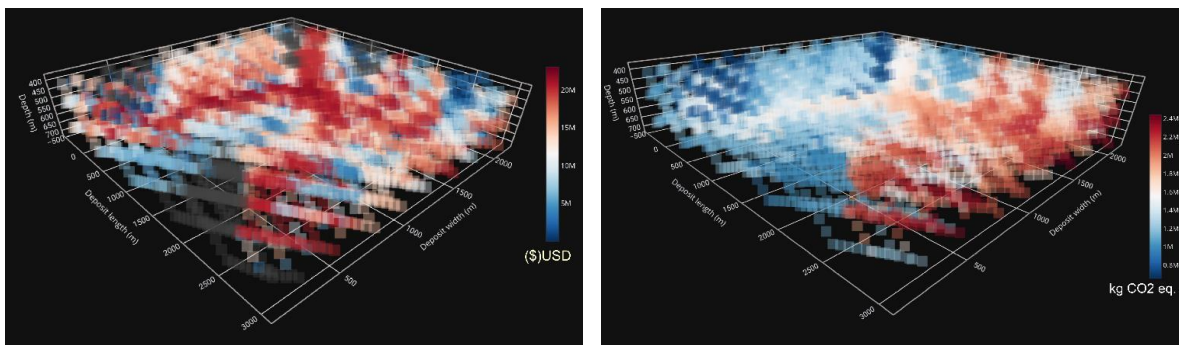 400
450
500
550
600
650
700
Depth (m)
-500
0
500
1000
1500
2000
2500
3000
Deposit length (m)
500
1000
1500
2000
Deposit width (m)
20M
15M
10M
5M
($)USD
400
450
500
550
600
650
700
Depth (m)
-500
0
500
1000
1500
2000
2500
3000
Deposit length (m)
500
1000
1500
2000
Deposit width (m)
2.4M
2.2M
2M
1.8M
1.6M
1.4M
1.2M
1M
0.8M
kg CO2 eq.